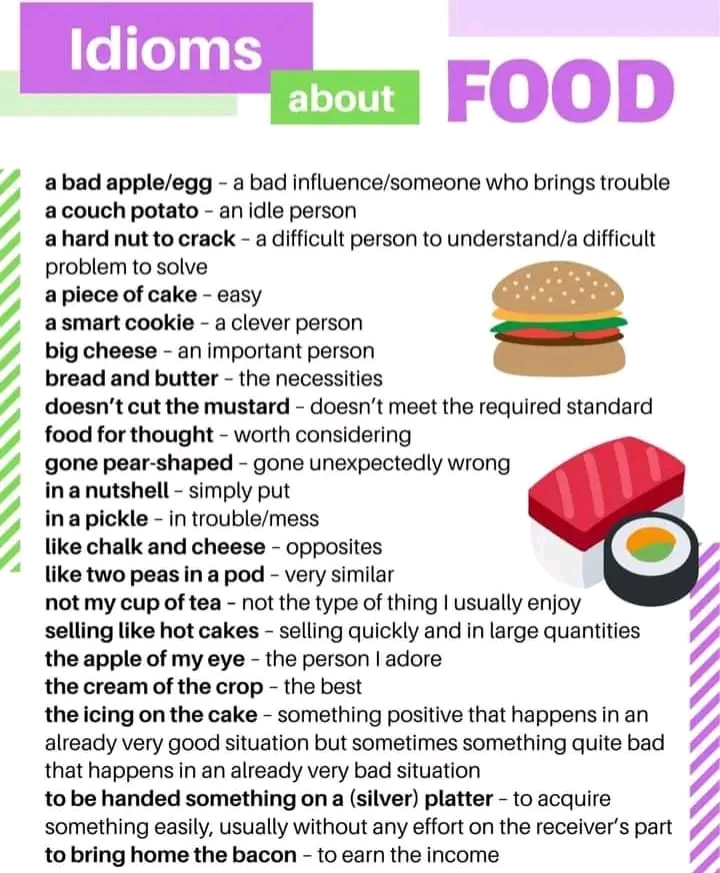 Idioms
about
FOOD
a bad apple/egg – a bad influence/someone who brings trouble
a couch potato – an idle person
a hard nut to crack – a difficult person to understand/a difficult
problem to solve
a piece of cake – easy
a smart cookie – a clever person
big cheese – an important person
bread and butter – the necessities
doesn’t cut the mustard – doesn’t meet the required standard
food for thought – worth considering
gone pear-shaped – gone unexpectedly wrong
in a nutshell – simply put
in a pickle – in trouble/mess
like chalk and cheese – opposites
like two peas in a pod – very similar
not my cup of tea – not the type of thing I usually enjoy
selling like hot cakes – selling quickly and in large quantities
the apple of my eye – the person I adore
the cream of the crop – the best
the icing on the cake – something positive that happens in an
already very good situation but sometimes something quite bad
that happens in an already very bad situation
to be handed something on a (silver) platter – to acquire
something easily, usually without any effort on the receiver’s part
to bring home the bacon – to earn the income